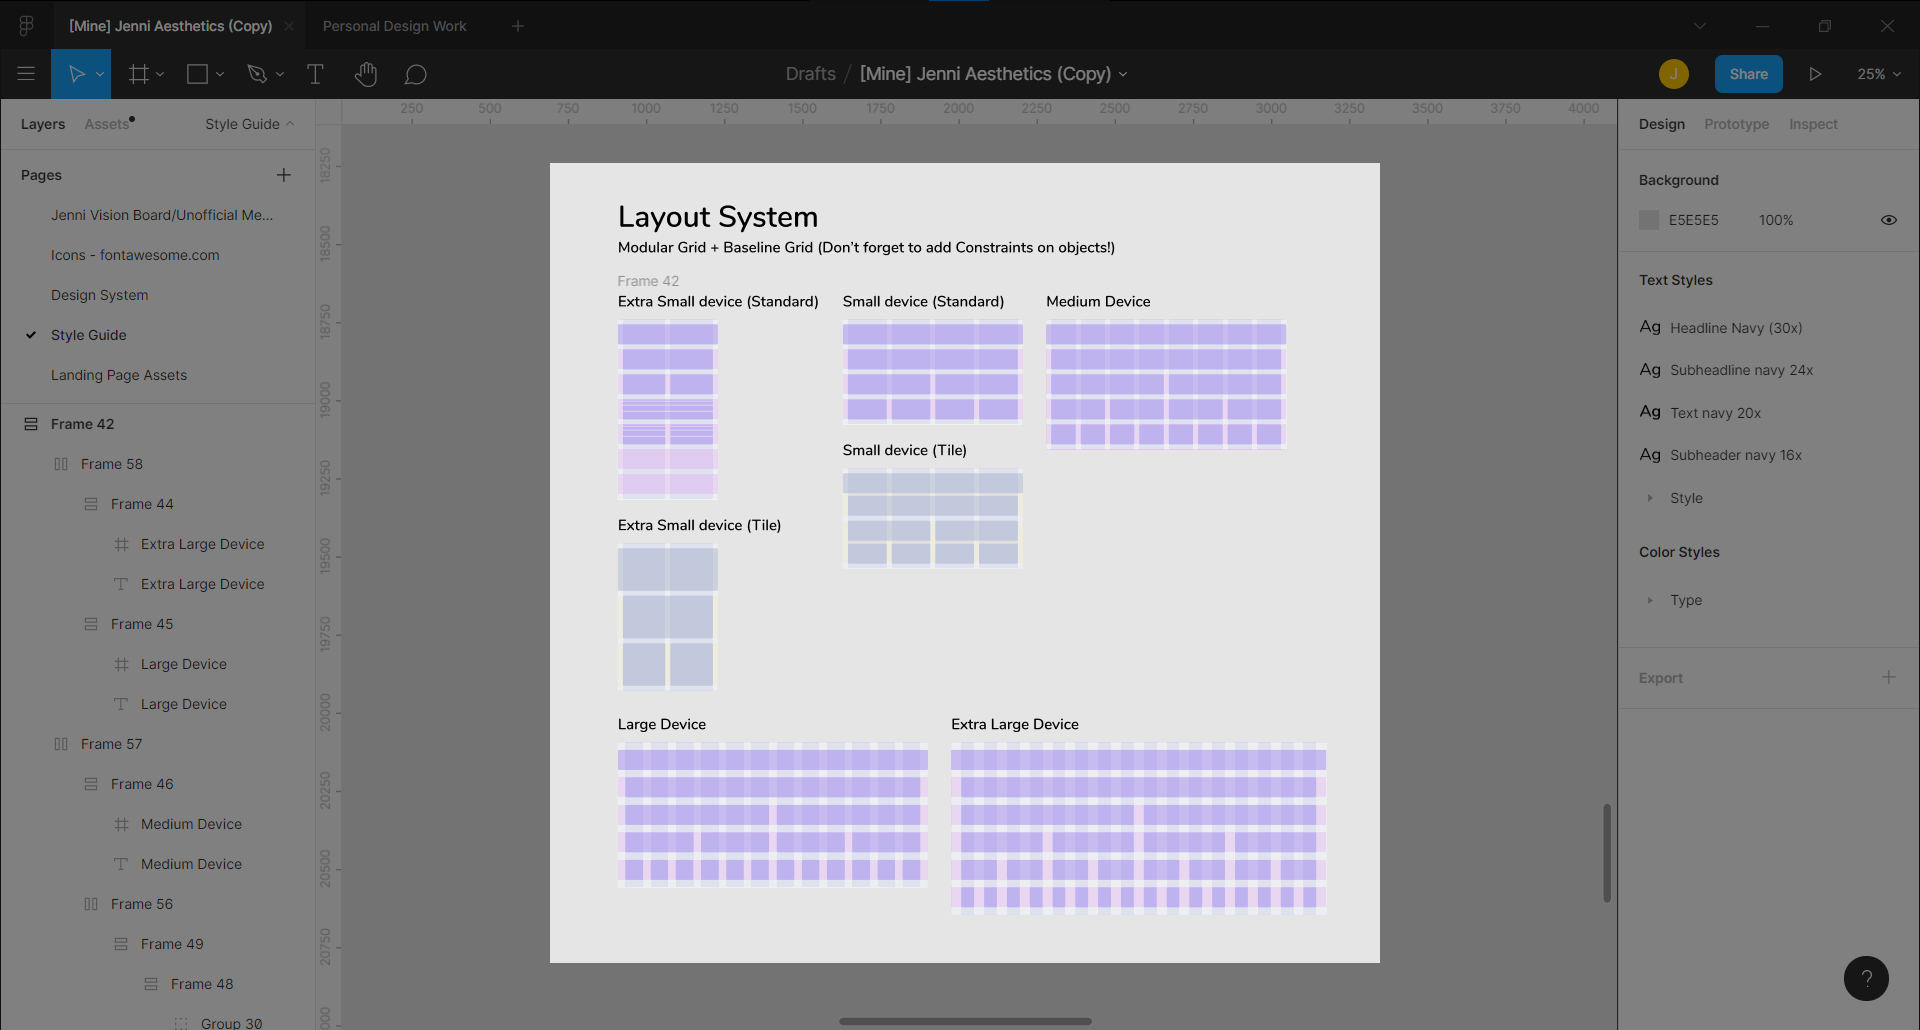 [Mine] Jenni Aesthetics (Copy)
Personal Design Work
Drafts / [Mine] Jenni Aesthetics (Copy)
J
Share
25%
Layers
Assets
Style Guide
250 500 750 1000 1250 1500 1750 2000 2250 2500 2750 3000 3250 3500 3750 4000
Design
Prototype
Inspect
Pages
Jenni Vision Board/Unofficial Me...
Icons - fontawesome.com
Design System
Style Guide
Landing Page Assets
Frame 42
Frame 58
Frame 44
Extra Large Device
Extra Large Device
Frame 45
Large Device
Large Device
Frame 57
Frame 46
Medium Device
Medium Device
Frame 56
Frame 49
Frame 48
Group 30
18250
18500
18750
19000
19250
19500
19750
20000
20250
20500
20750
000
Layout System
Modular Grid + Baseline Grid (Don't forget to add Constraints on objects!)
Frame 42
Extra Small device (Standard)
Small device (Standard)
Medium Device
Small device (Tile)
Extra Small device (Tile)
Large Device
Extra Large Device
Background
E5E5E5 100%
Text Styles
Ag Headline Navy (30x)
Ag Subheadline navy 24x
Ag Text navy 20x
Ag Subheader navy 16x
Style
Color Styles
Type
Export
?